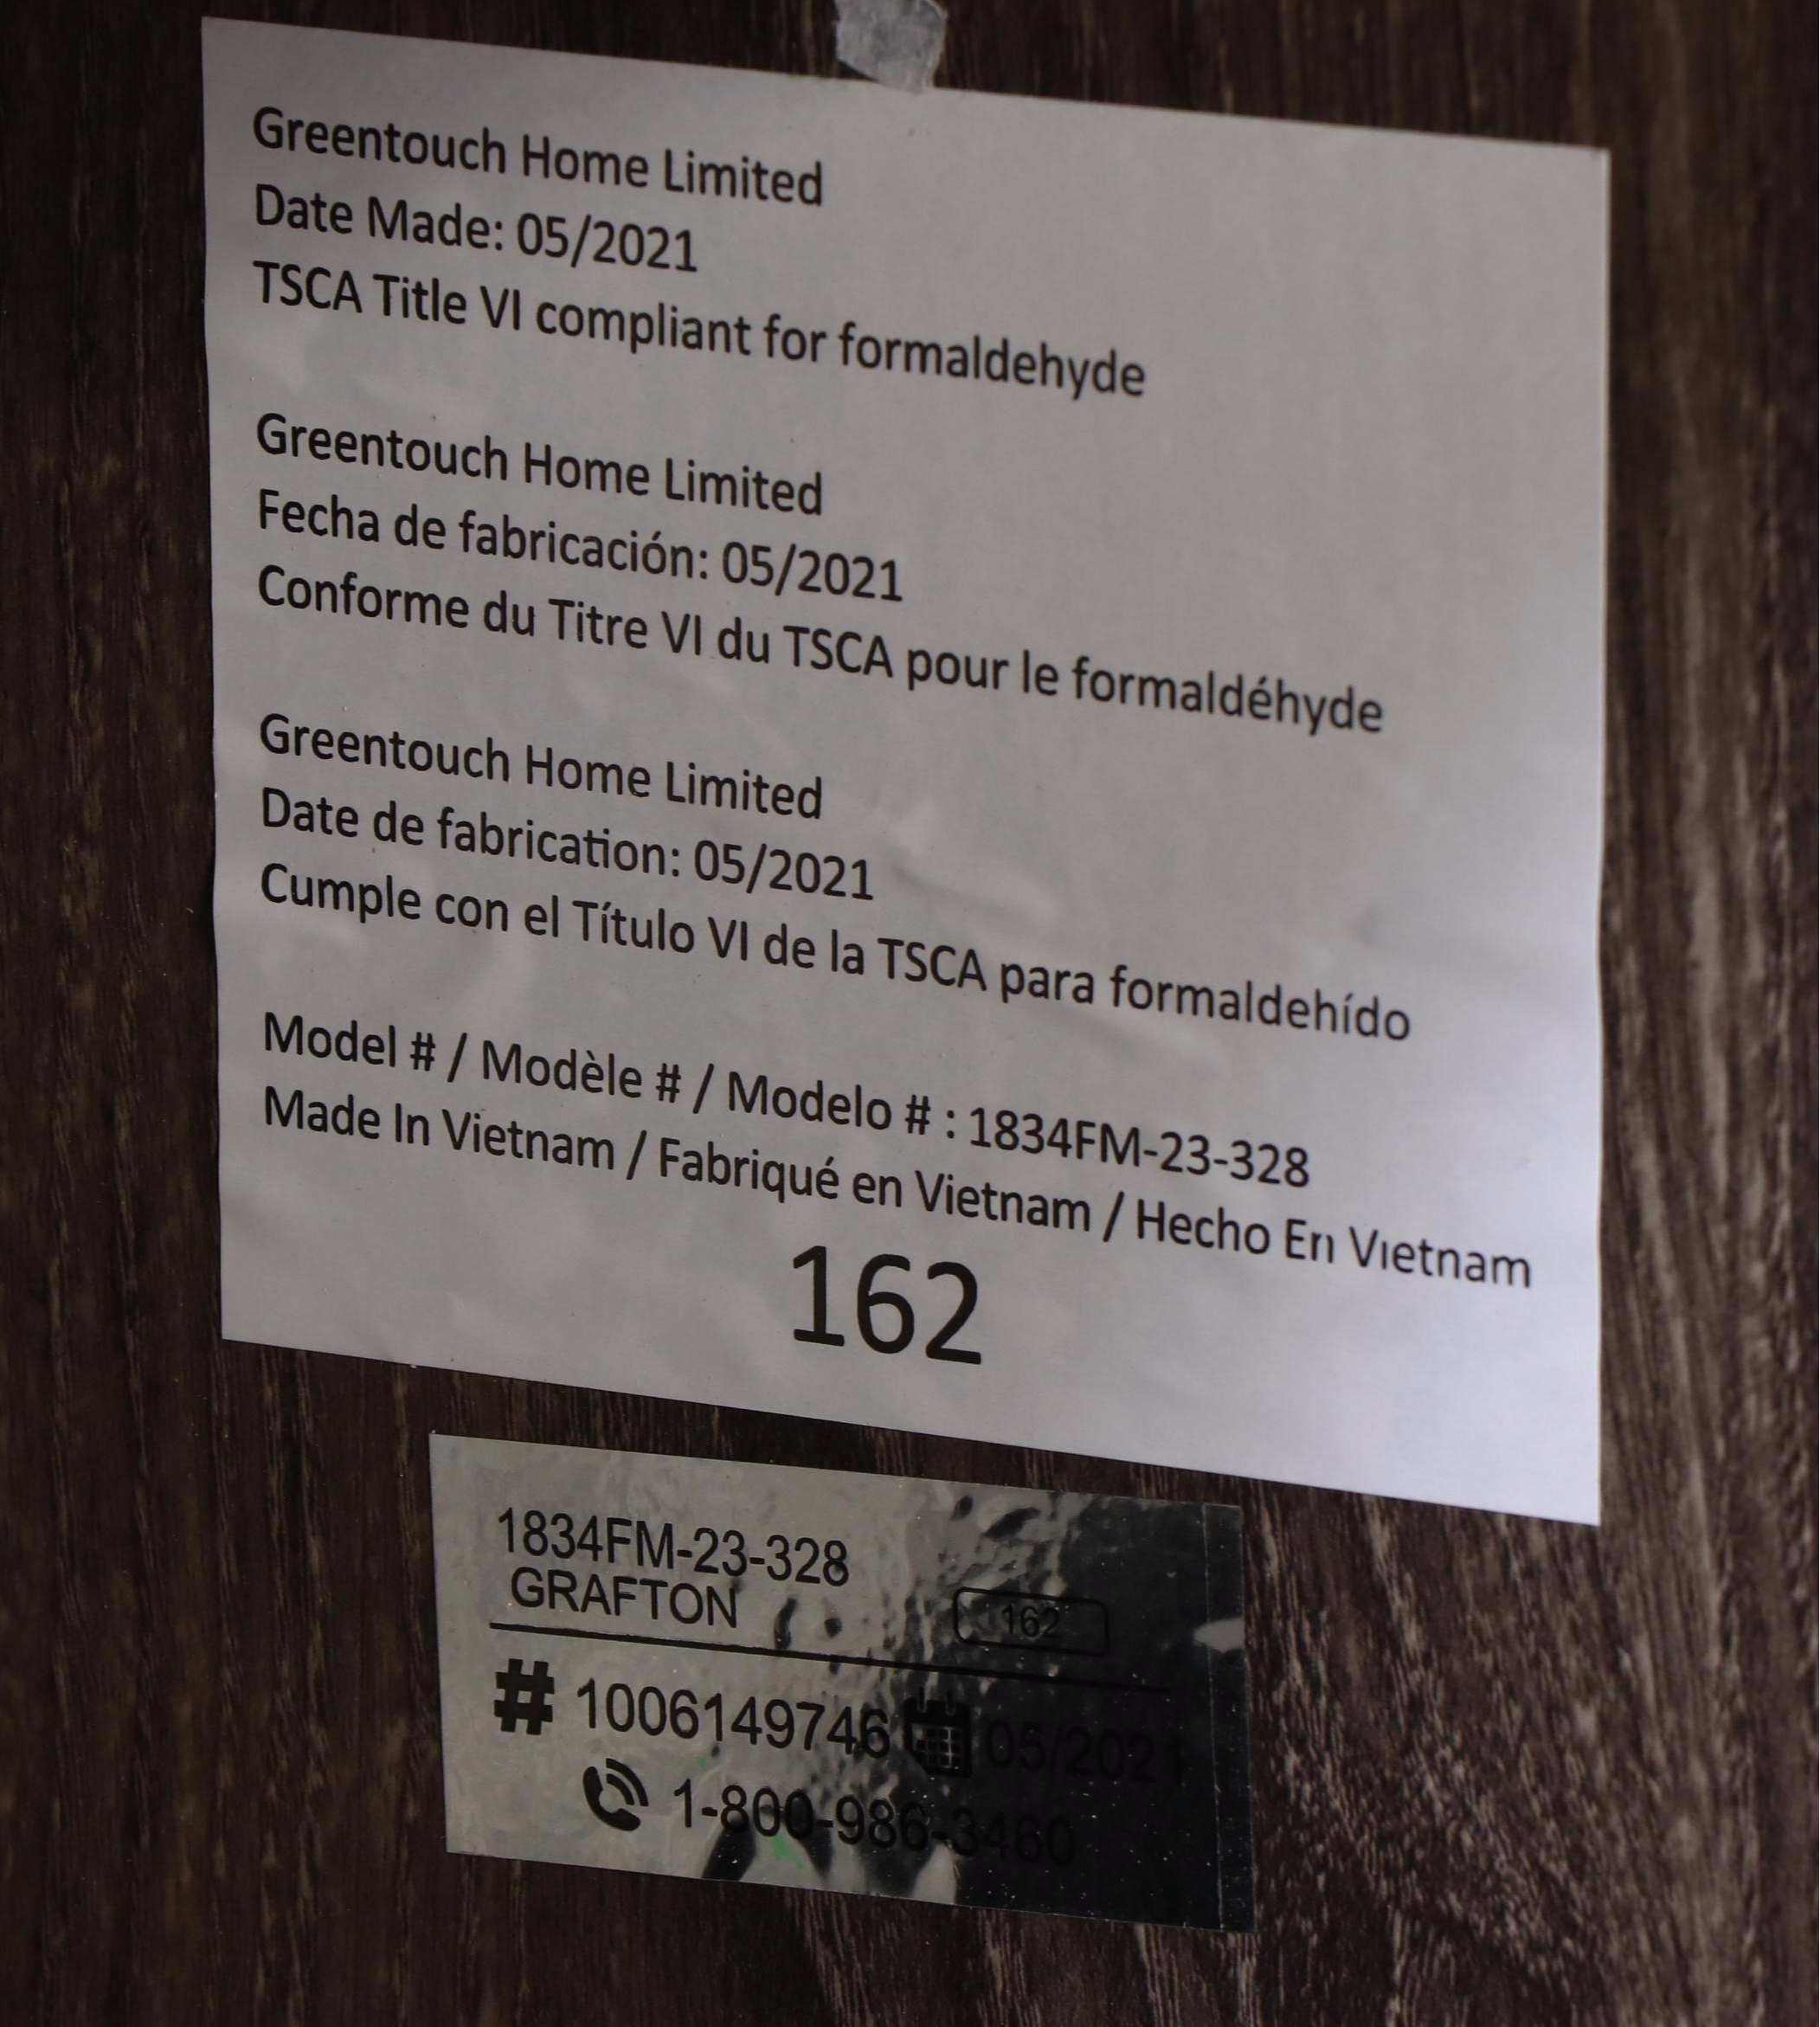 Greentouch Home Limited
Date Made: 05/2021
TSCA Title VI compliant for formaldehyde
Greentouch Home Limited
Fecha de fabricación: 05/2021
Conforme du Titre VI du TSCA pour le formaldéhyde
Greentouch Home Limited
Date de fabrication: 05/2021
Cumple con el Título VI de la TSCA para formaldehído
Model # / Modèle # / Modelo # : 1834FM-23-328
Made In Vietnam / Fabriqué en Vietnam / Hecho En Vietnam
162
1834FM-23-328
GRAFTON
162
# 1006149746 05/2021
1-800-986-3460